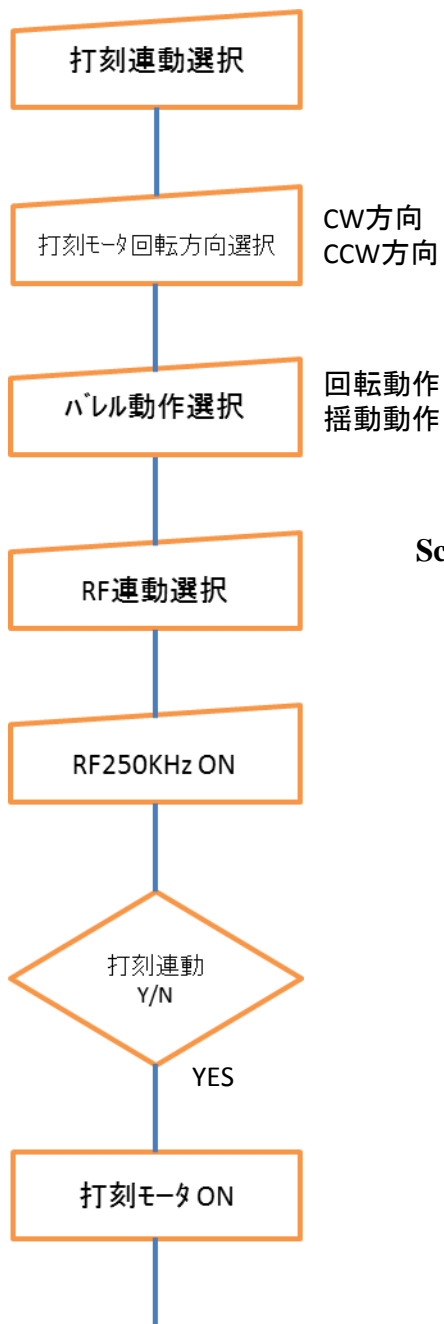 打刻連動選択
打刻ﾓｰﾀ回転方向選択
CW方向
CCW方向
ﾊﾞﾚﾙ動作選択
回転動作
揺動動作
Sc
RF連動選択
RF250KHz ON
打刻連動
Y/N
YES
打刻ﾓｰﾀ ON